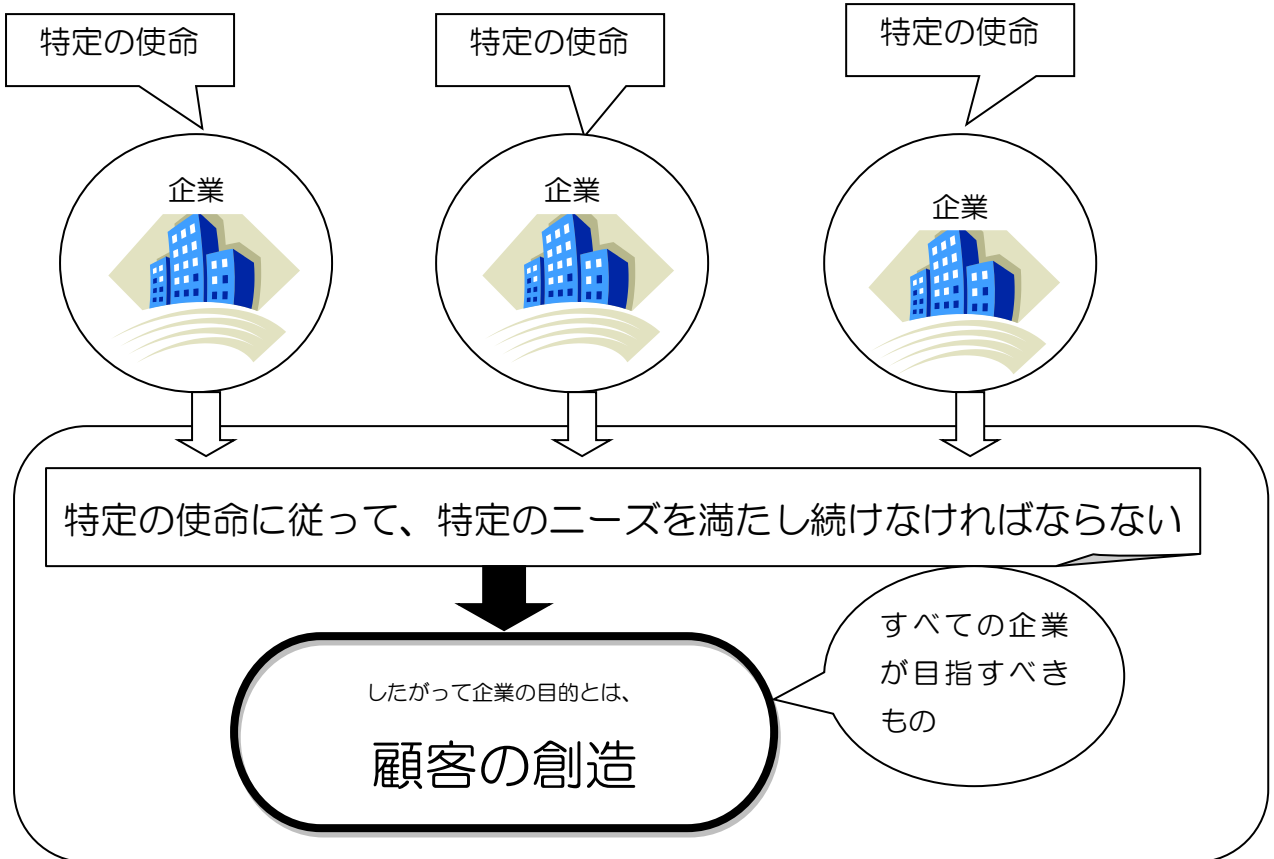 特定の使命
特定の使命
特定の使命
企業
企業
企業
特定の使命に従って、特定のニーズを満たし続けなければならない
すべての企業
が目指すべき
もの
したがって企業の目的とは、
顧客の創造